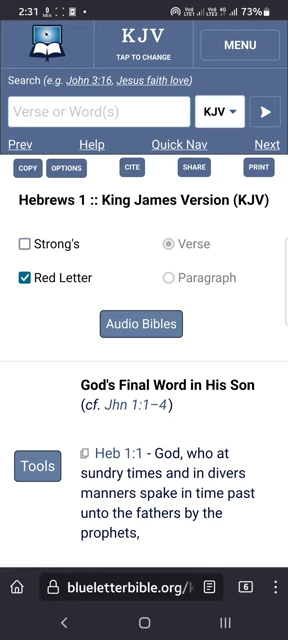 2:31 73%
KJV
TAP TO CHANGE
MENU
Search (e.g. John 3:16, Jesus faith love)
Verse or Word(s) KJV
Prev Help Quick Nav Next
COPY OPTIONS CITE SHARE PRINT
Hebrews 1 :: King James Version (KJV)
Strong's Verse
Red Letter Paragraph
Audio Bibles
God's Final Word in His Son
(cf. Jhn 1:1–4)
Tools
Heb 1:1 - God, who at
sundry times and in divers
manners spake in time past
unto the fathers by the
prophets,
blueletterbible.org/ 6